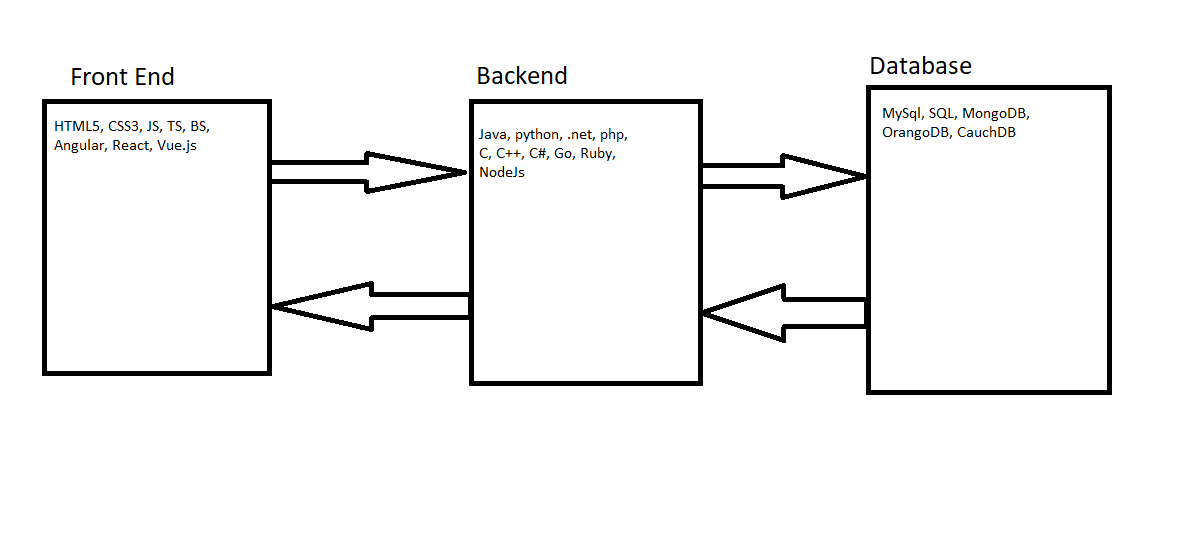 Front End
HTML5, CSS3, JS, TS, BS,
Angular, React, Vue.js
Backend
Java, python, .net, php,
C, C++, C#, Go, Ruby,
NodeJs
Database
MySql, SQL, MongoDB,
OrangoDB, CauchDB